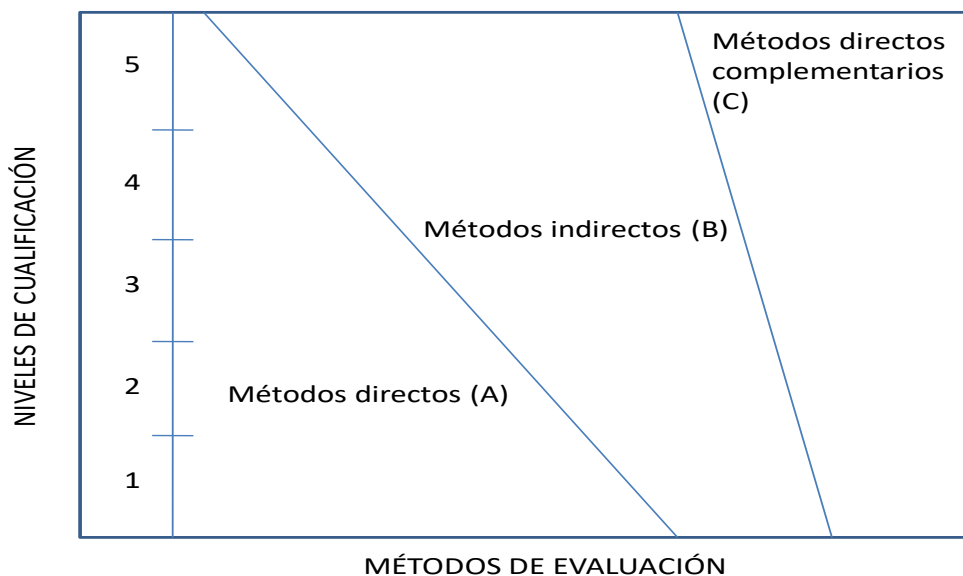 NIVELES DE CUALIFICACIÓN
5
4
3
2
1
Métodos directos
complementarios
(C)
Métodos indirectos (B)
Métodos directos (A)
MÉTODOS DE EVALUACIÓN